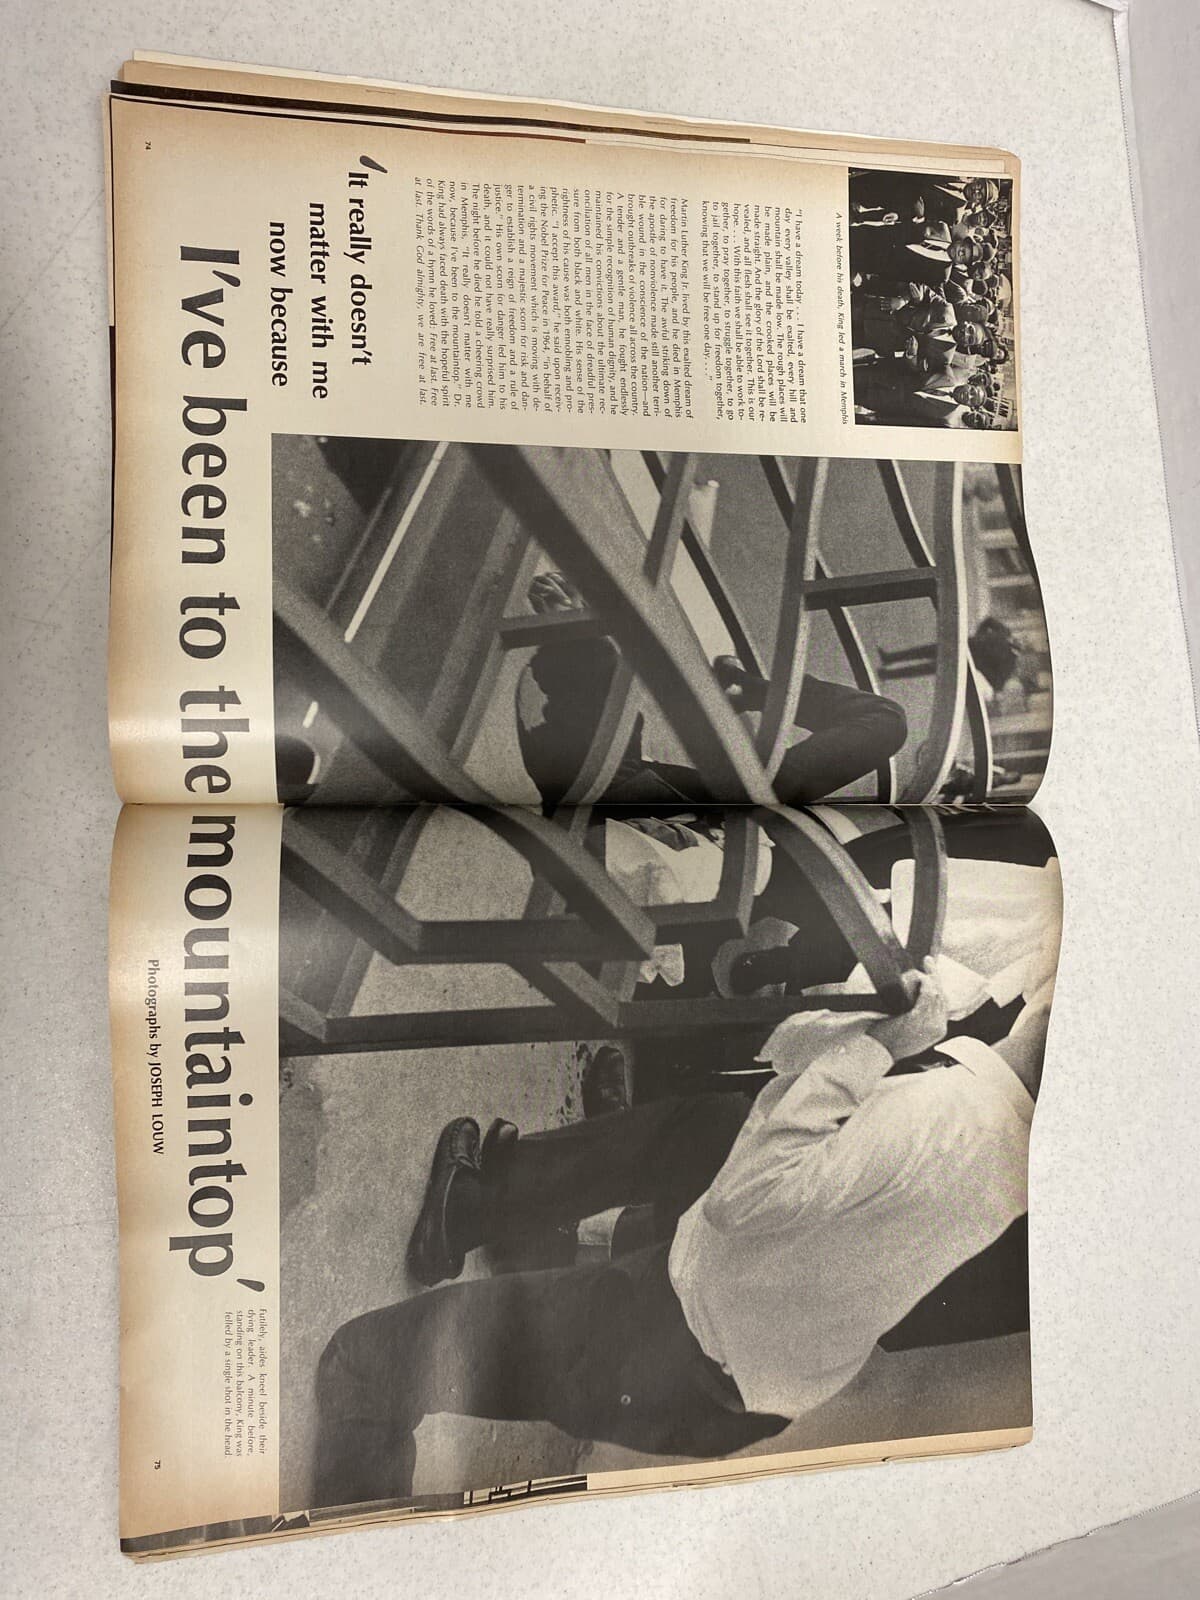 A week before his death, King led a march in Memphis
"I have a dream today . . . I have a dream that one
day every valley shall be exalted, every hill and
mountain shall be made low. The rough places will
be made plain, and the crooked places will be
made straight. And the glory of the Lord shall be re-
vealed, and all flesh shall see it together. This is our
hope. . . . With this faith we shall be able to work to-
gether, to pray together, to struggle together, to go
to jail together, to stand up for freedom together,
knowing that we will be free one day. . . ."
Martin Luther King Jr. lived by this exalted dream of
freedom for his people, and he died in Memphis
for daring to have it. The awful striking down of
the apostle of nonviolence made still another terri-
ble wound in the conscience of the nation—and
brought outbreaks of violence all across the country.
A tender and a gentle man, he fought endlessly
for the simple recognition of human dignity, and he
maintained his convictions about the ultimate rec-
onciliation of all men in the face of dreadful pres-
sure from both black and white. His sense of the
rightness of his cause was both ennobling and pro-
phetic. "I accept this award," he said upon receiv-
ing the Nobel Prize for Peace in 1964, "in behalf of
a civil rights movement which is moving with de-
termination and a majestic scorn for risk and dan-
ger to establish a reign of freedom and a rule of
justice." His own scorn for danger led him to his
death, and it could not have really surprised him.
The night before he died he told a cheering crowd
in Memphis, "It really doesn't matter with me
now, because I've been to the mountaintop." Dr.
King had always faced death with the hopeful spirit
of the words of a hymn he loved: Free at last. Free
at last. Thank God almighty, we are free at last.
'It really doesn't
matter with me
now because
I've been to the mountaintop'
Photographs by JOSEPH LOUW
Futilely, aides kneel beside their
dying leader. A minute before,
standing on this balcony, King was
felled by a single shot in the head.
74
75